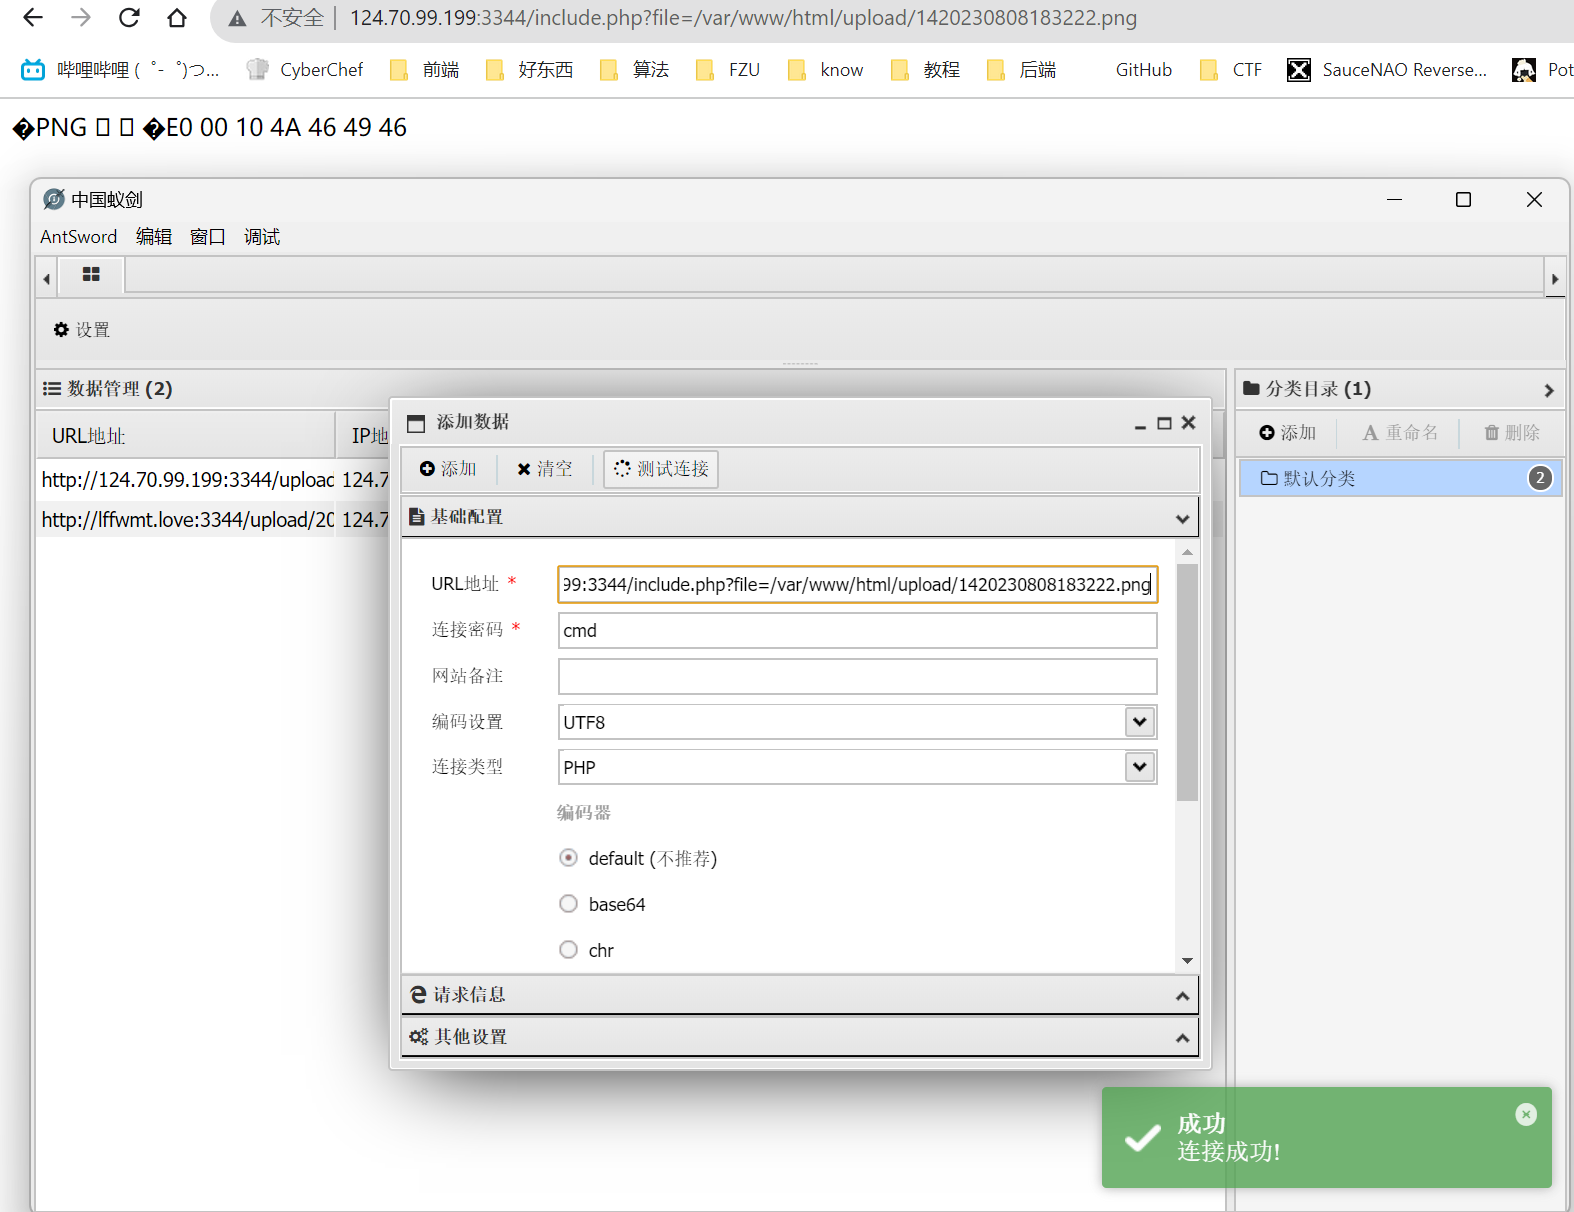 不安全 124.70.99.199:3344/include.php?file=/var/www/html/upload/1420230808183222.png
哔哩哔哩 (゜-゜)つ... CyberChef 前端 好东西 算法 FZU know 教程 后端 GitHub CTF SauceNAO Reverse... Pot
�PNG �E0 00 10 4A 46 49 46
中国蚁剑
AntSword 编辑 窗口 调试
设置
数据管理 (2)
分类目录 (1)
URL地址 IP地
添加 重命名 删除
http://124.70.99.199:3344/upload 124.7
http://lffwmt.love:3344/upload/20 124.7
默认分类 2
添加数据
添加 清空 测试连接
基础配置
URL地址 * 99:3344/include.php?file=/var/www/html/upload/1420230808183222.png
连接密码 * cmd
网站备注
编码设置 UTF8
连接类型 PHP
编码器
default (不推荐)
base64
chr
请求信息
其他设置
成功
连接成功!